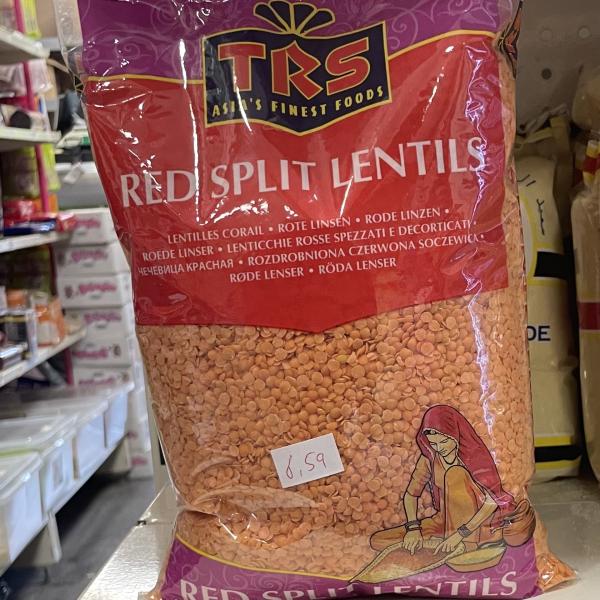 TRS
ASIA'S FINEST FOODS
RED SPLIT LENTILS
LENTILLES CORAIL • ROTE LINSEN • RODE LINZEN •
ROEDE LINSER • LENTICCHIE ROSSE SPEZZATI E DECORTICATI •
ЧЕЧЕВИЦА КРАСНАЯ • ROZDROBNIONA CZERWONA SOCZEWICA •
RØDE LENSER • RÖDA LENSER
6,59
RED SPLIT LENTILS
DE